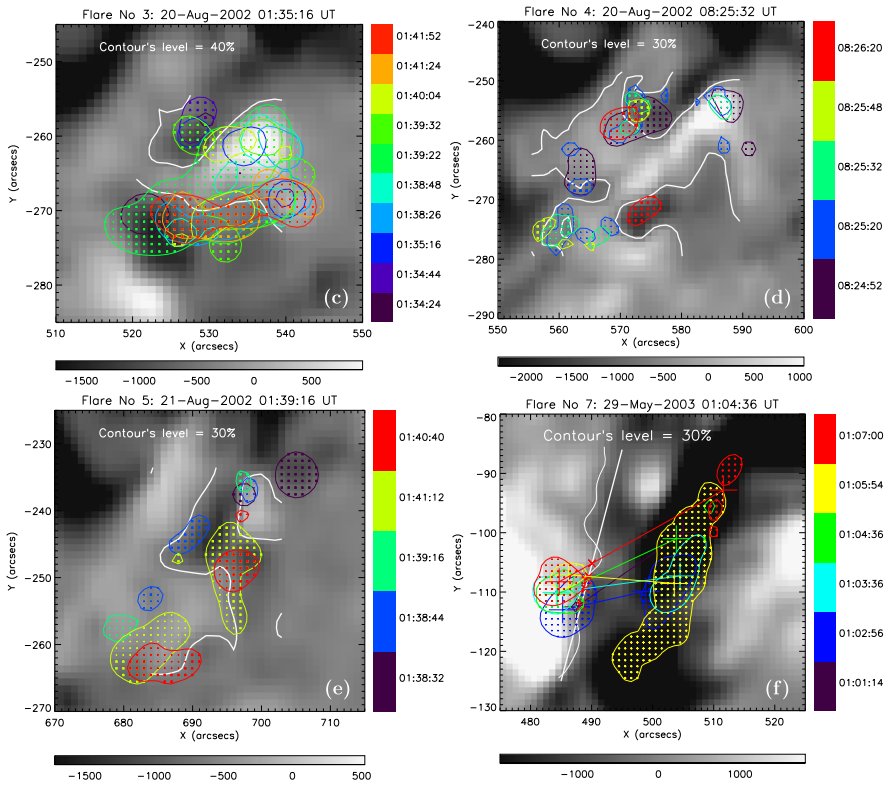 Flare No 3: 20-Aug-2002 01:35:16 UT
Contour's level = 40%
-255
-260
-265
-270
-275
-280
-285
Y (arcsecs)
510 520 530 540 550
X (arcsecs)
(c)
01:41:52
01:41:24
01:40:04
01:39:32
01:39:22
01:38:48
01:38:26
01:35:16
01:34:44
01:34:24
-1500 -1000 -500 0 500
Flare No 4: 20-Aug-2002 08:25:32 UT
Contour's level = 30%
-240
-250
-260
-270
-280
-290
Y (arcsecs)
550 560 570 580 590 600
X (arcsecs)
(d)
08:26:20
08:25:48
08:25:32
08:25:20
08:24:52
-2000 -1500 -1000 -500 0 500 1000
Flare No 5: 21-Aug-2002 01:39:16 UT
Contour's level = 30%
-230
-240
-250
-260
-270
Y (arcsecs)
670 680 690 700 710
X (arcsecs)
(e)
01:40:40
01:41:12
01:39:16
01:38:44
01:38:32
-1500 -1000 -500 0 500
Flare No 7: 29-May-2003 01:04:36 UT
Contour's level = 30%
-80
-90
-100
-110
-120
-130
Y (arcsecs)
480 490 500 510 520
X (arcsecs)
(f)
01:07:00
01:05:54
01:04:36
01:03:36
01:02:56
01:01:14
-1000 0 1000